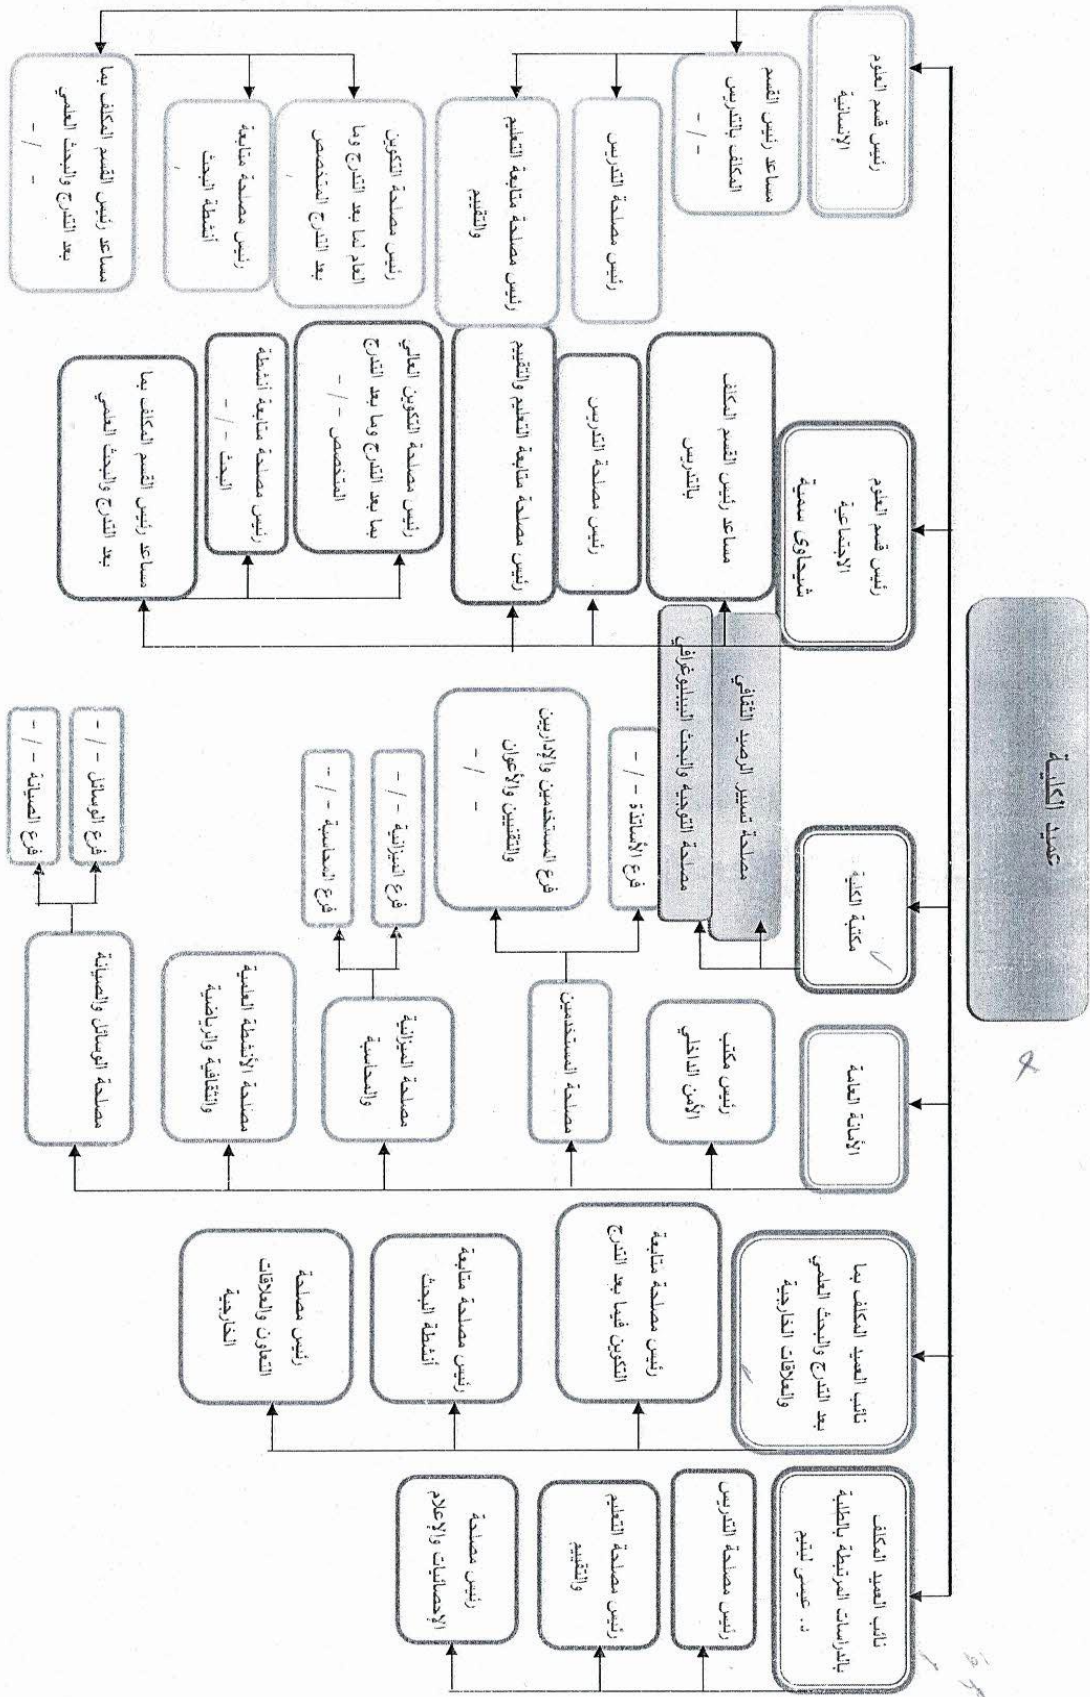 عميد الكلية
نائب العميد المكلف
بالدراسات المرتبطة بالطلبة
د. عيسى ليتيم
رئيس مصلحة التدريس
رئيس مصلحة التعليم
والتقييم
رئيس مصلحة
الإحصائيات والإعلام
نائب العميد المكلف بما
بعد التدرج والبحث العلمي
والعلاقات الخارجية
رئيس مصلحة متابعة
التكوين فيما بعد التدرج
رئيس مصلحة متابعة
أنشطة البحث
رئيس مصلحة
التعاون والعلاقات
الخارجية
الأمانة العامة
رئيس مكتب
الأمن الداخلي
مصلحة المستخدمين
فرع الأساتذة - / -
فرع المستخدمين والإداريين
والتقنيين والأعوان
- / -
مصلحة الميزانية
والمحاسبة
فرع الميزانية - / -
فرع المحاسبة - / -
مصلحة الأنشطة العلمية
والثقافية والرياضية
مصلحة الوسائل والصيانة
فرع الوسائل - / -
فرع الصيانة - / -
مكتبة الكلية
مصلحة تسيير الرصيد الثقافي
مصلحة التوجيه والبحث البيبليوغرافي
رئيس قسم العلوم
الاجتماعية
شيحاوي سمية
مساعد رئيس القسم المكلف
بالتدريس
رئيس مصلحة التدريس
رئيس مصلحة متابعة التعليم والتقييم
رئيس مصلحة التكوين العالي
بما بعد التدرج وما بعد التدرج
المتخصص - / -
رئيس مصلحة متابعة أنشطة
البحث - / -
مساعد رئيس القسم المكلف بما
بعد التدرج والبحث العلمي
رئيس قسم العلوم
الإنسانية
مساعد رئيس القسم
المكلف بالتدريس
- / -
رئيس مصلحة التدريس
رئيس مصلحة متابعة التعليم
والتقييم
رئيس مصلحة التكوين
العام لما بعد التدرج وما
بعد التدرج المتخصص
رئيس مصلحة متابعة
أنشطة البحث
مساعد رئيس القسم المكلف بما
بعد التدرج والبحث العلمي
- / -